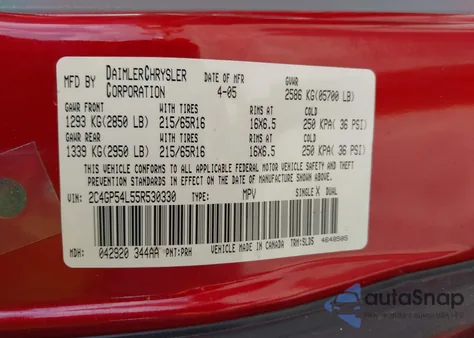 MFD BY DAIMLERCHRYSLER CORPORATION DATE OF MFR 4-05 GVWR 2586 KG(05700 LB)
GAWR FRONT WITH TIRES RIMS AT COLD
1293 KG(2850 LB) 215/65R16 16X6.5 250 KPA( 36 PSI)
GAWR REAR WITH TIRES RIMS AT COLD
1339 KG(2950 LB) 215/65R16 16X6.5 250 KPA( 36 PSI)
THIS VEHICLE CONFORMS TO ALL APPLICABLE FEDERAL MOTOR VEHICLE SAFETY AND
THEFT PREVENTION STANDARDS IN EFFECT ON THE DATE OF MANUFACTURE SHOWN ABOVE.
VIN: 2C4GP54L55R530330 TYPE: MPV SINGLE X DUAL
MDH: 042920 344AA PNT:PRH VEHICLE MADE IN CANADA TRM:SLD5 4648505
autoSnap